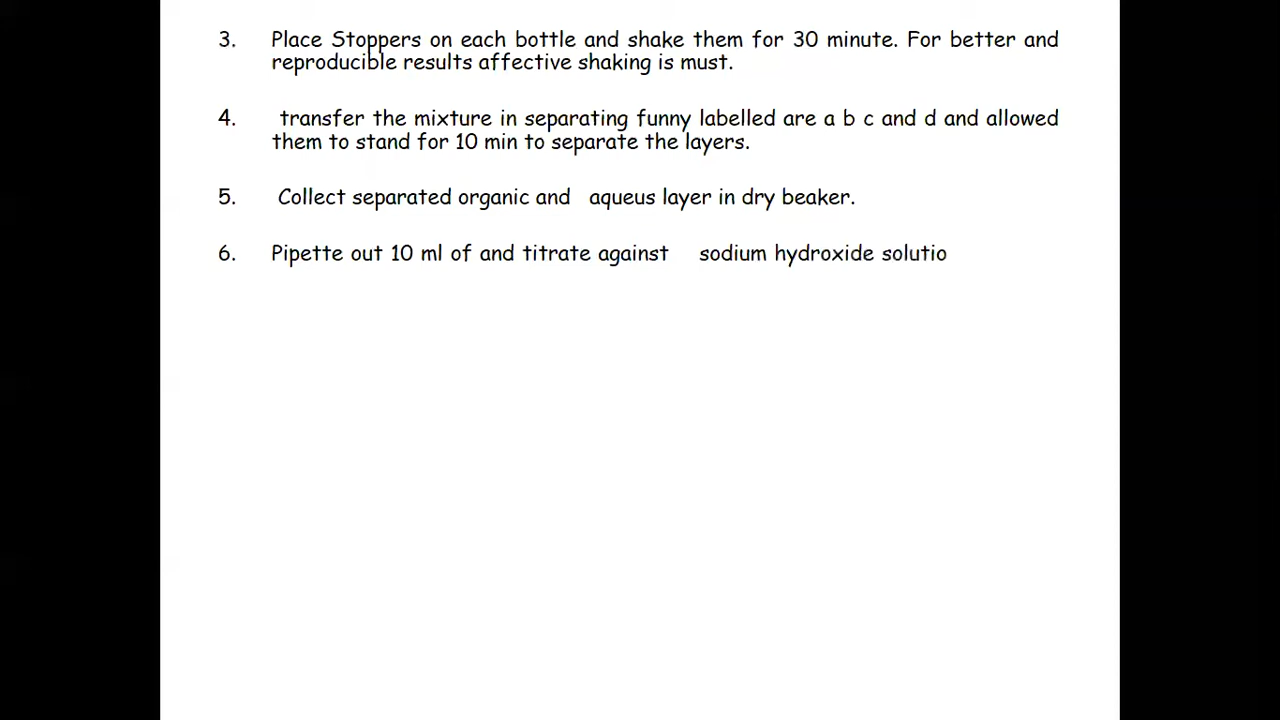 3. Place Stoppers on each bottle and shake them for 30 minute. For better and
reproducible results affective shaking is must.
4. transfer the mixture in separating funny labelled are a b c and d and allowed
them to stand for 10 min to separate the layers.
5. Collect separated organic and aqueus layer in dry beaker.
6. Pipette out 10 ml of and titrate against sodium hydroxide solutio